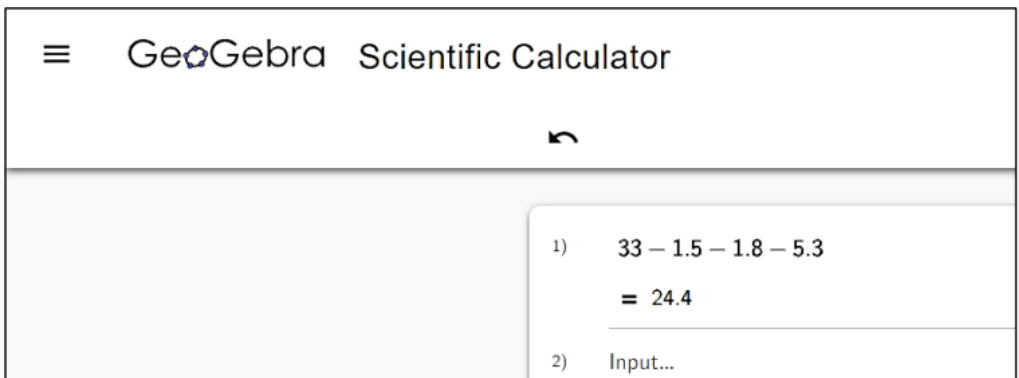 GeoGebra Scientific Calculator
1) 33 – 1.5 – 1.8 – 5.3
= 24.4
2) Input...